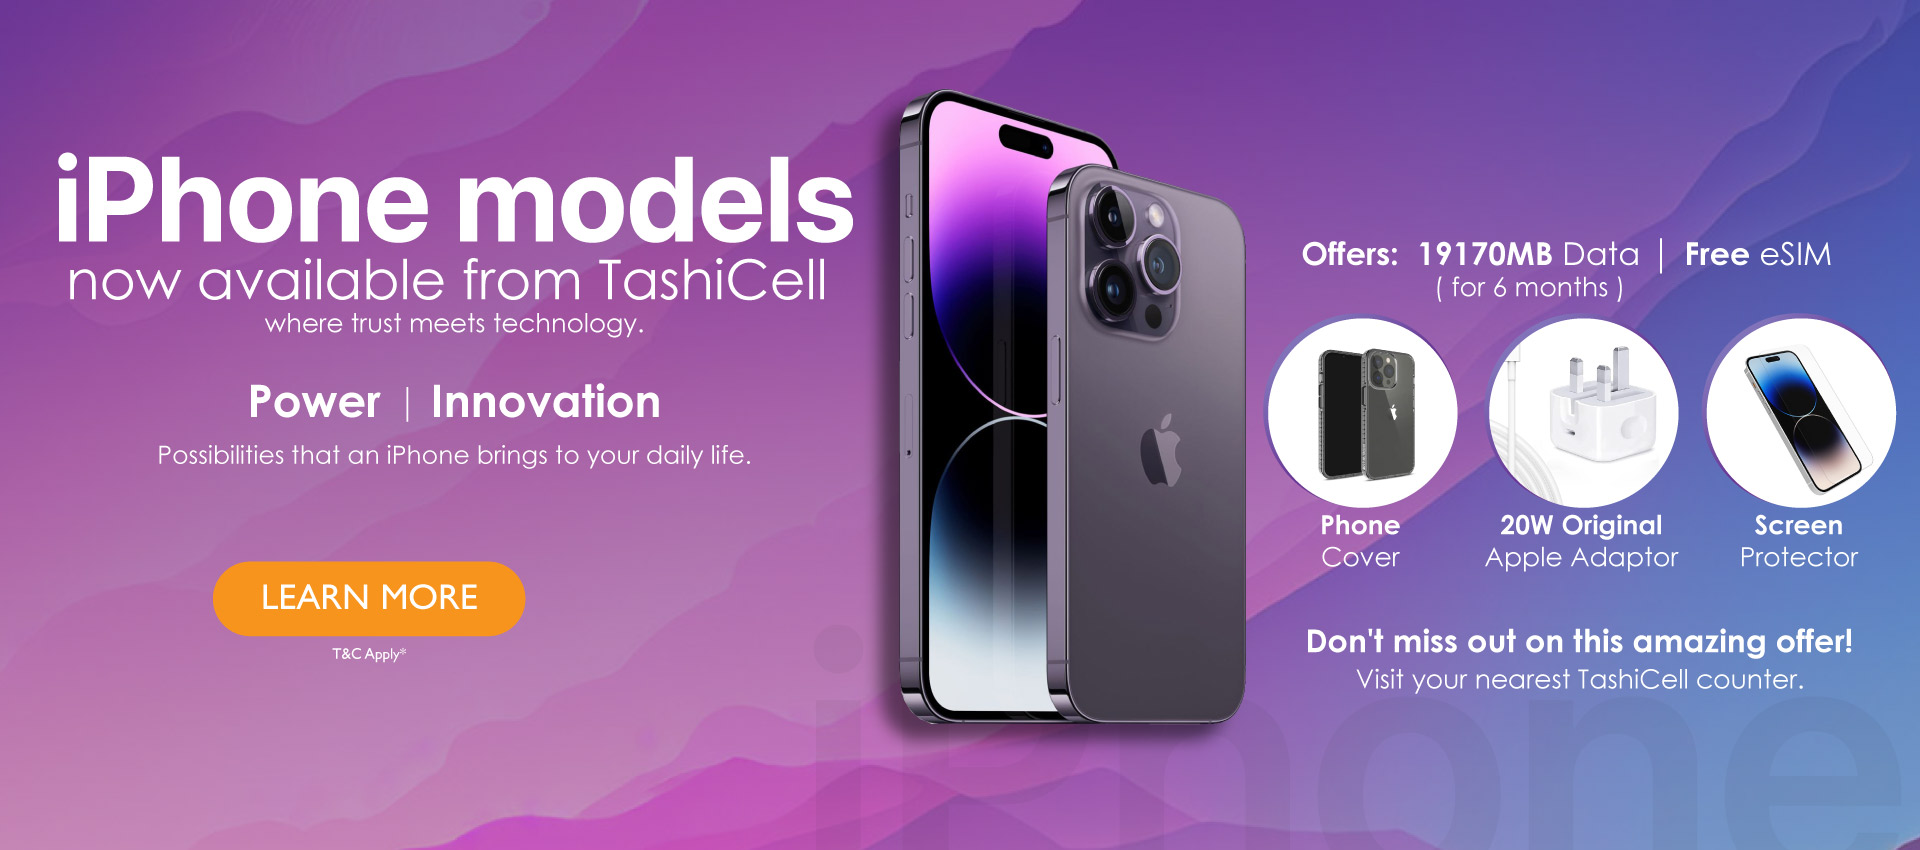 iPhone models
now available from TashiCell
where trust meets technology.
Power | Innovation
Possibilities that an iPhone brings to your daily life.
LEARN MORE
T&C Apply*
Offers: 19170MB Data | Free eSIM
( for 6 months )
Phone
Cover
20W Original
Apple Adaptor
Screen
Protector
Don't miss out on this amazing offer!
Visit your nearest TashiCell counter.
iPhone